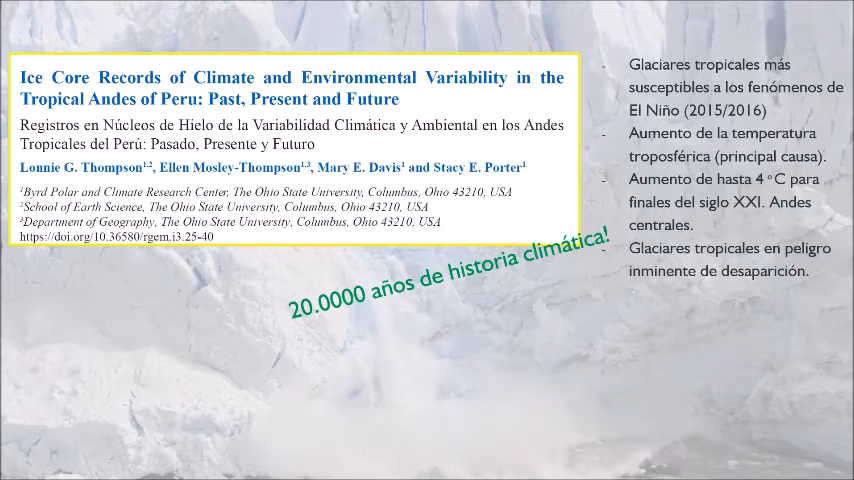 Ice Core Records of Climate and Environmental Variability in the
Tropical Andes of Peru: Past, Present and Future
Registros en Núcleos de Hielo de la Variabilidad Climática y Ambiental en los Andes
Tropicales del Perú: Pasado, Presente y Futuro
Lonnie G. Thompson¹,², Ellen Mosley-Thompson¹,³, Mary E. Davis¹ and Stacy E. Porter¹
¹Byrd Polar and Climate Research Center, The Ohio State University, Columbus, Ohio 43210, USA
²School of Earth Science, The Ohio State University, Columbus, Ohio 43210, USA
³Department of Geography, The Ohio State University, Columbus, Ohio 43210, USA
https://doi.org/10.36580/rgem.i3.25-40
20.0000 años de historia climática!
- Glaciares tropicales más
susceptibles a los fenómenos de
El Niño (2015/2016)
- Aumento de la temperatura
troposférica (principal causa).
- Aumento de hasta 4 °C para
finales del siglo XXI. Andes
centrales.
- Glaciares tropicales en peligro
inminente de desaparición.